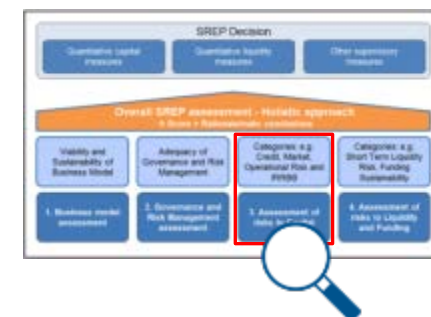 SREP Decision
Quantitative capital
measures
Quantitative liquidity
measures
Other supervisory
measures
Overall SREP assessment - Holistic approach
Viability and
Sustainability of
Business Model
Adequacy of
Governance and Risk
Management
Categories: e.g.
Credit, Market,
Operational Risk and
IRRBB
Categories: e.g.
Short Term Liquidity
Risk, Funding
Sustainability
1. Business model
assessment
2. Governance and
Risk Management
assessment
3. Assessment of
risks to Capital
4. Assessment of
risks to Liquidity
and Funding